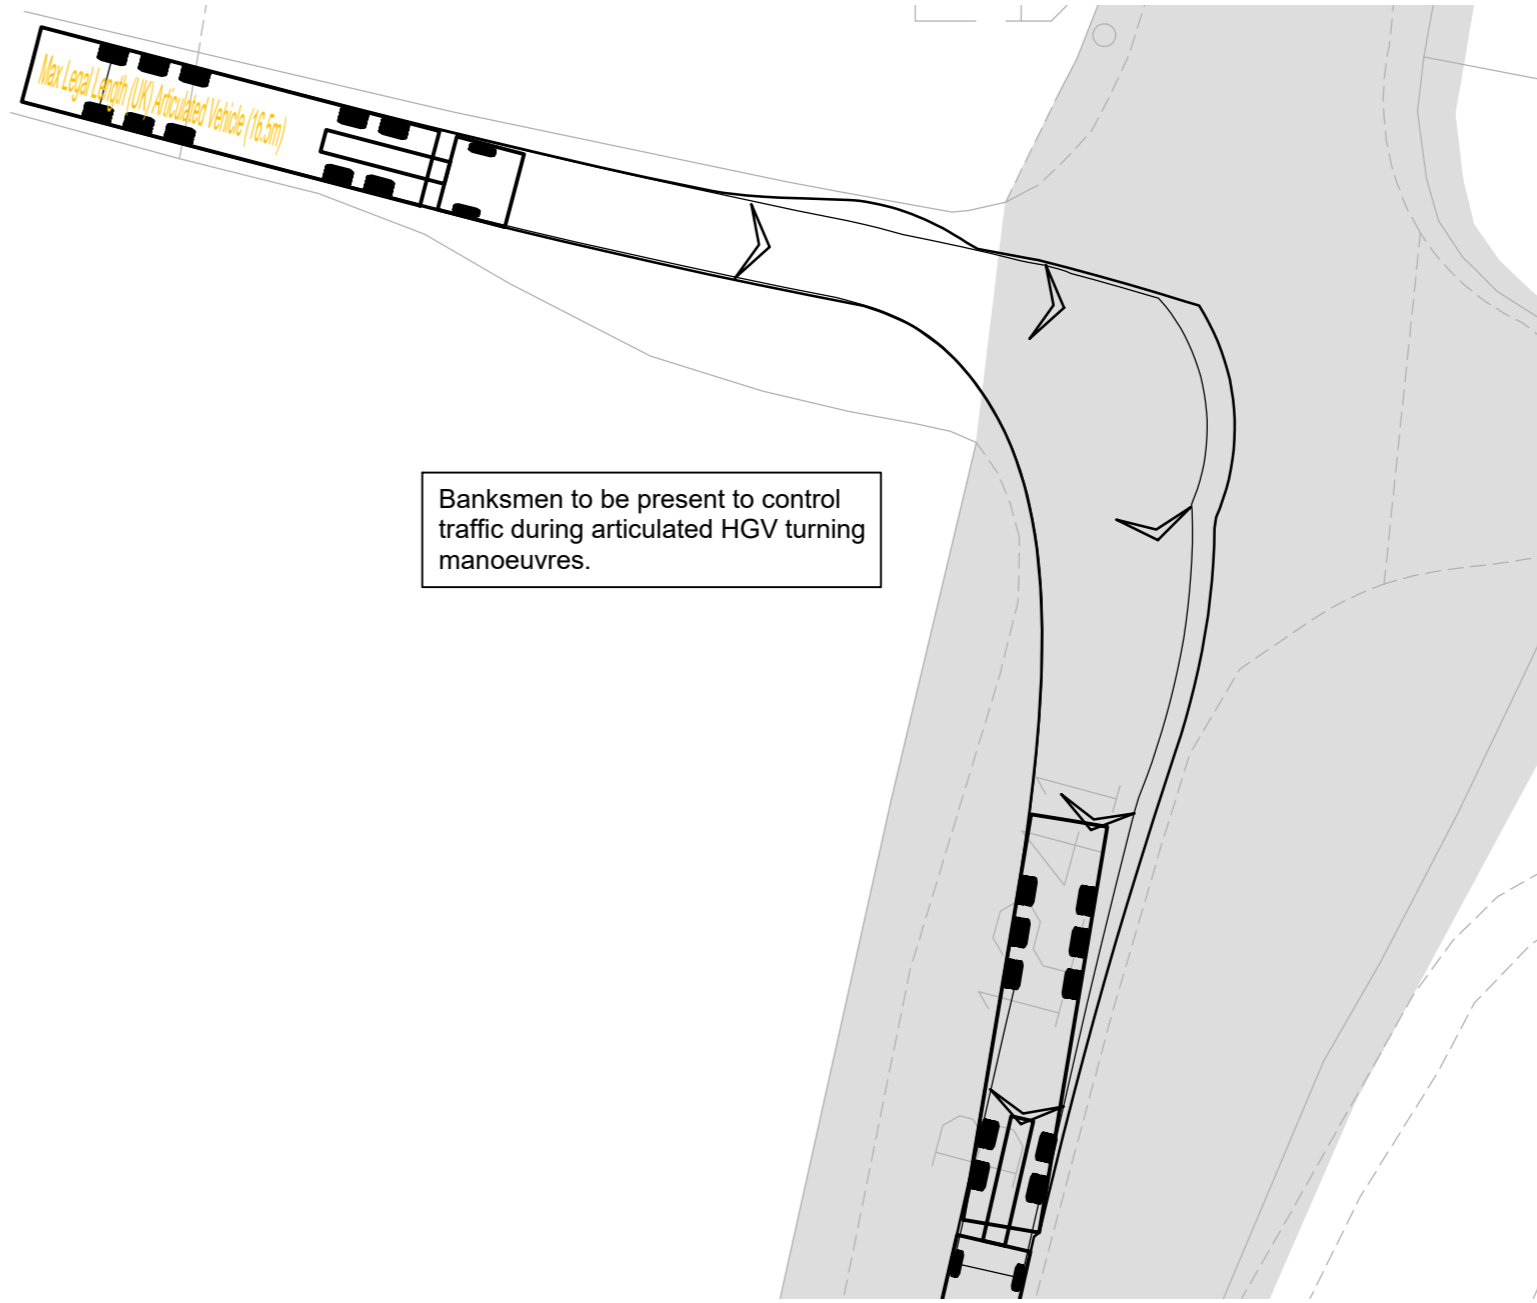 Max Legal Length (UK) Articulated Vehicle (16.5m)
Banksmen to be present to control
traffic during articulated HGV turning
manoeuvres.